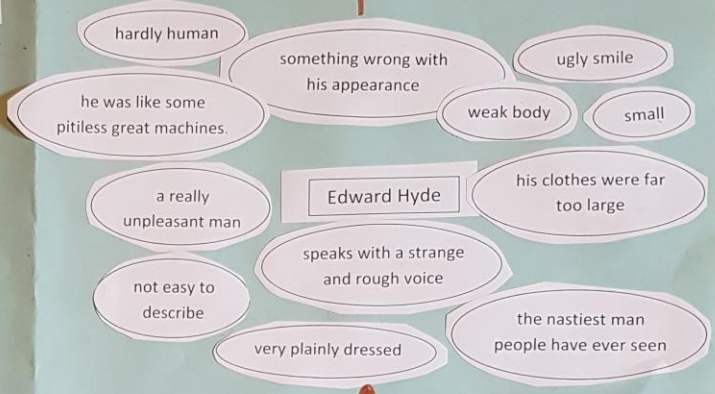 hardly human
something wrong with
his appearance
ugly smile
he was like some
pitiless great machines.
weak body
small
a really
unpleasant man
Edward Hyde
his clothes were far
too large
speaks with a strange
and rough voice
not easy to
describe
very plainly dressed
the nastiest man
people have ever seen